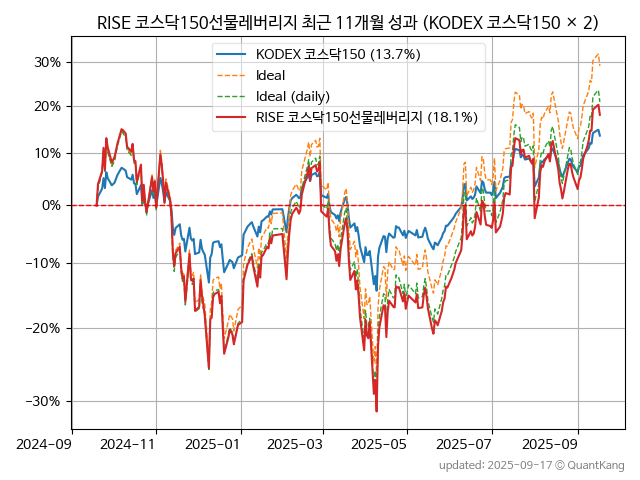 RISE 코스닥150선물레버리지 최근 11개월 성과 (KODEX 코스닥150 × 2)
KODEX 코스닥150 (13.7%)
Ideal
Ideal (daily)
RISE 코스닥150선물레버리지 (18.1%)
30%
20%
10%
0%
−10%
−20%
−30%
2024-09 2024-11 2025-01 2025-03 2025-05 2025-07 2025-09
updated: 2025-09-17 © QuantKang